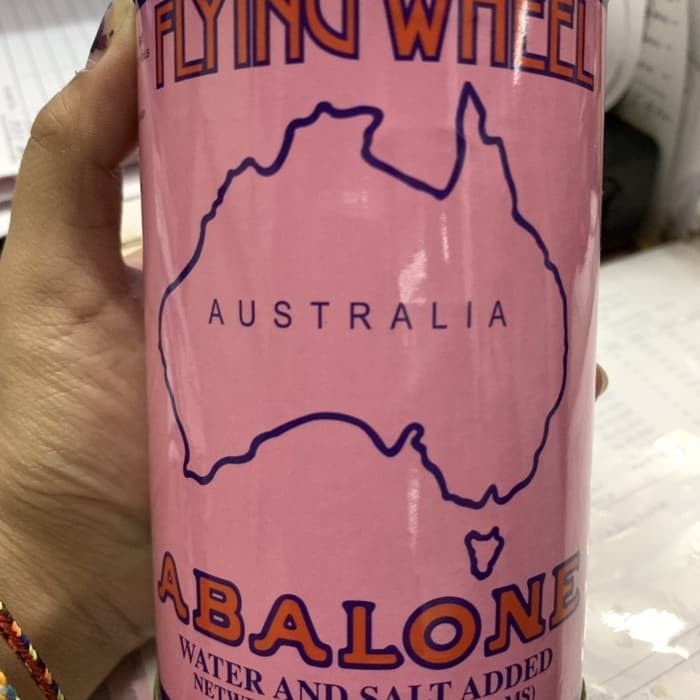 FLYING WHEEL
AUSTRALIA
ABALONE
WATER AND SALT ADDED